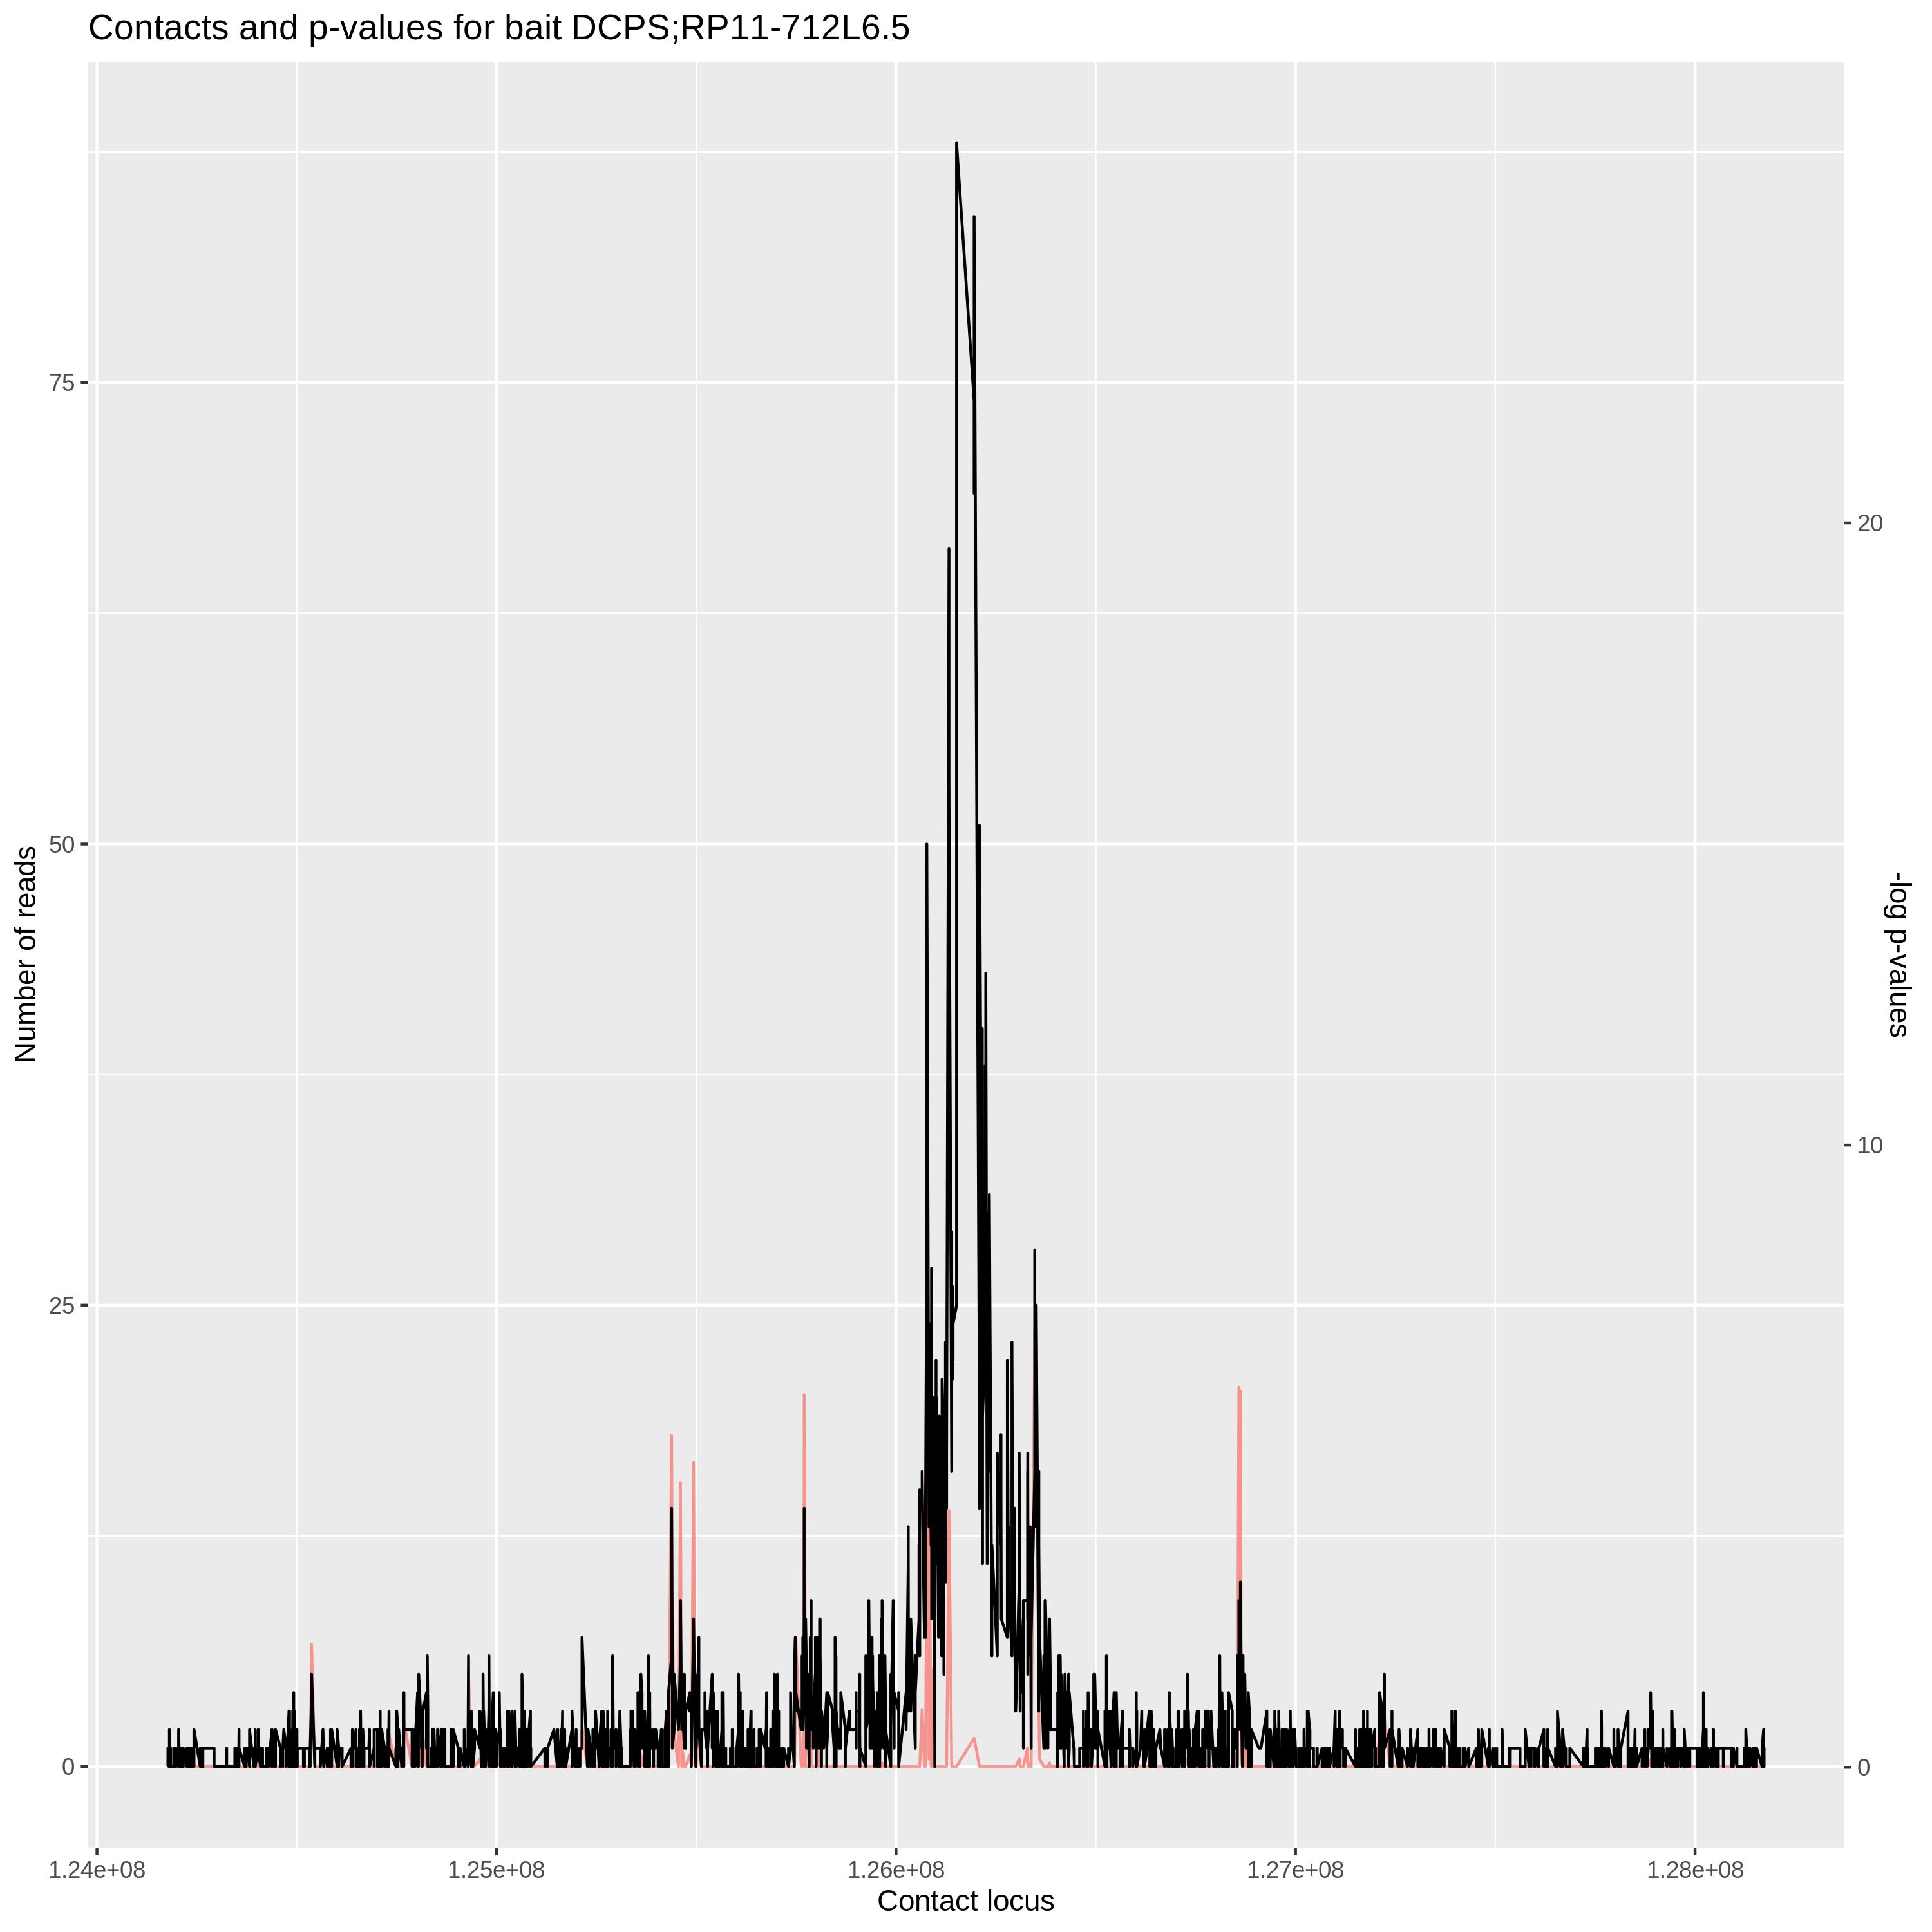 Contacts and p-values for bait DCPS;RP11-712L6.5
75
50
25
0
Number of reads
20
10
0
-log p-values
1.24e+08
1.25e+08
1.26e+08
1.27e+08
1.28e+08
Contact locus